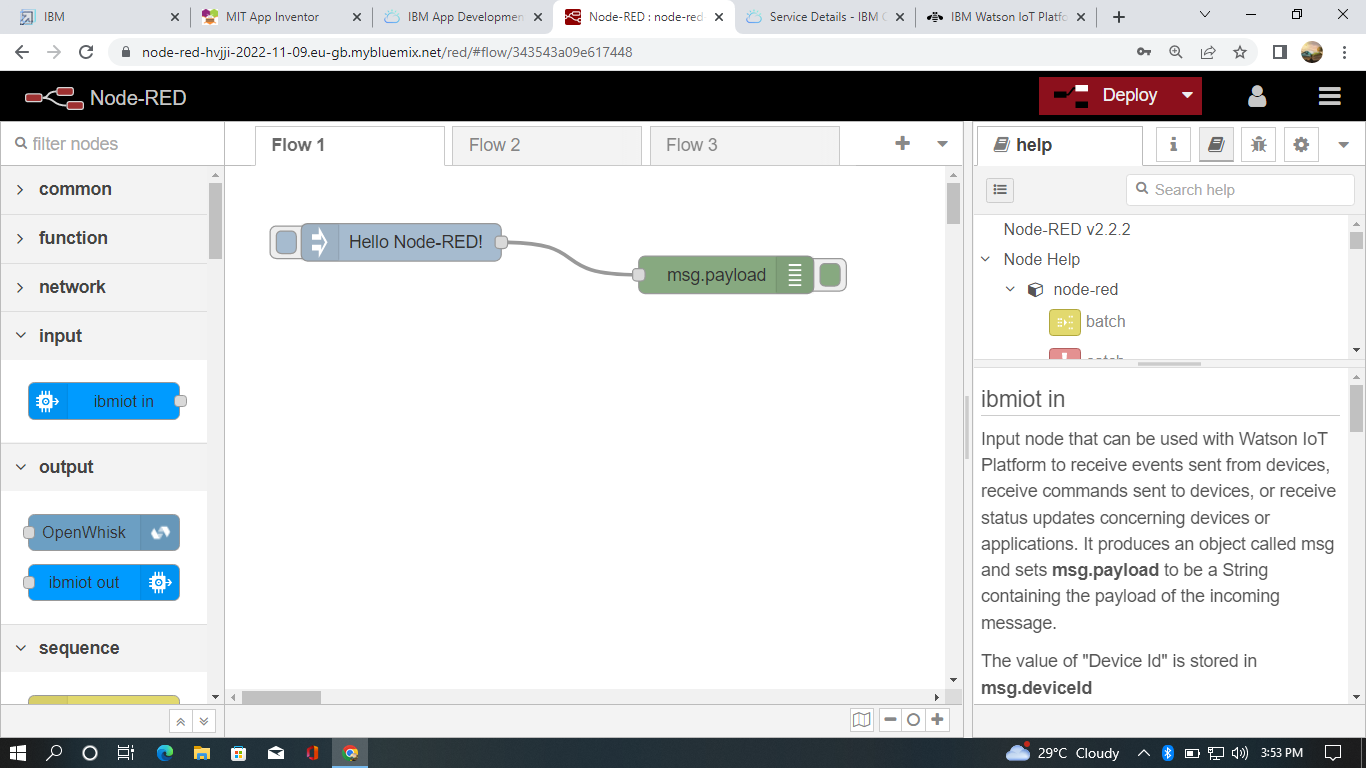 IBM
MIT App Inventor
IBM App Developmen
Node-RED : node-red-
Service Details - IBM C
IBM Watson IoT Platfo
node-red-hvjji-2022-11-09.eu-gb.mybluemix.net/red/#flow/343543a09e617448
Node-RED
Deploy
filter nodes
Flow 1
Flow 2
Flow 3
help
common
function
network
input
ibmiot in
output
OpenWhisk
ibmiot out
sequence
Hello Node-RED!
msg.payload
Search help
Node-RED v2.2.2
Node Help
node-red
batch
catch
ibmiot in
Input node that can be used with Watson IoT
Platform to receive events sent from devices,
receive commands sent to devices, or receive
status updates concerning devices or
applications. It produces an object called msg
and sets msg.payload to be a String
containing the payload of the incoming
message.
The value of "Device Id" is stored in
msg.deviceId
29°C Cloudy
3:53 PM